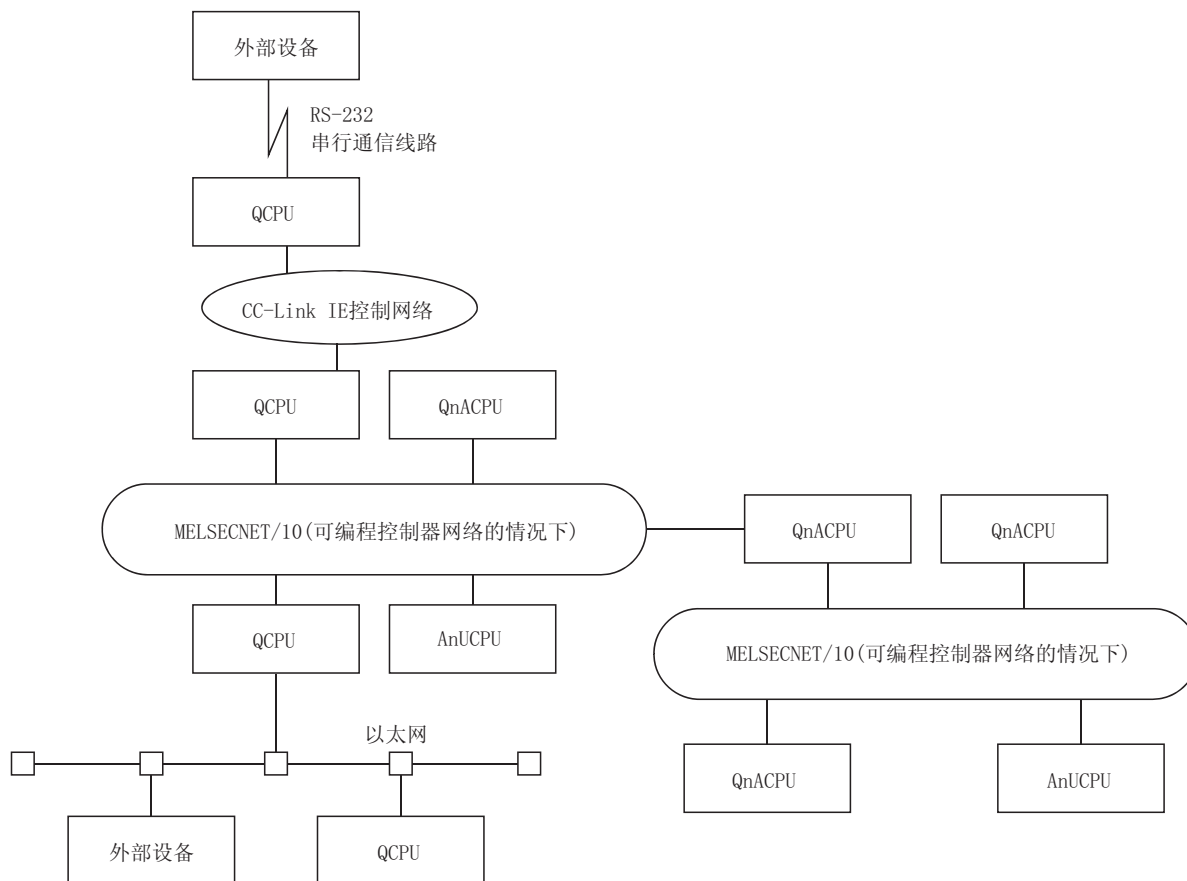 外部设备
RS-232
串行通信线路
QCPU
CC-Link IE控制网络
QCPU
QnACPU
MELSECNET/10(可编程控制器网络的情况下)
QnACPU
QnACPU
QCPU
AnUCPU
MELSECNET/10(可编程控制器网络的情况下)
以太网
QnACPU
AnUCPU
外部设备
QCPU